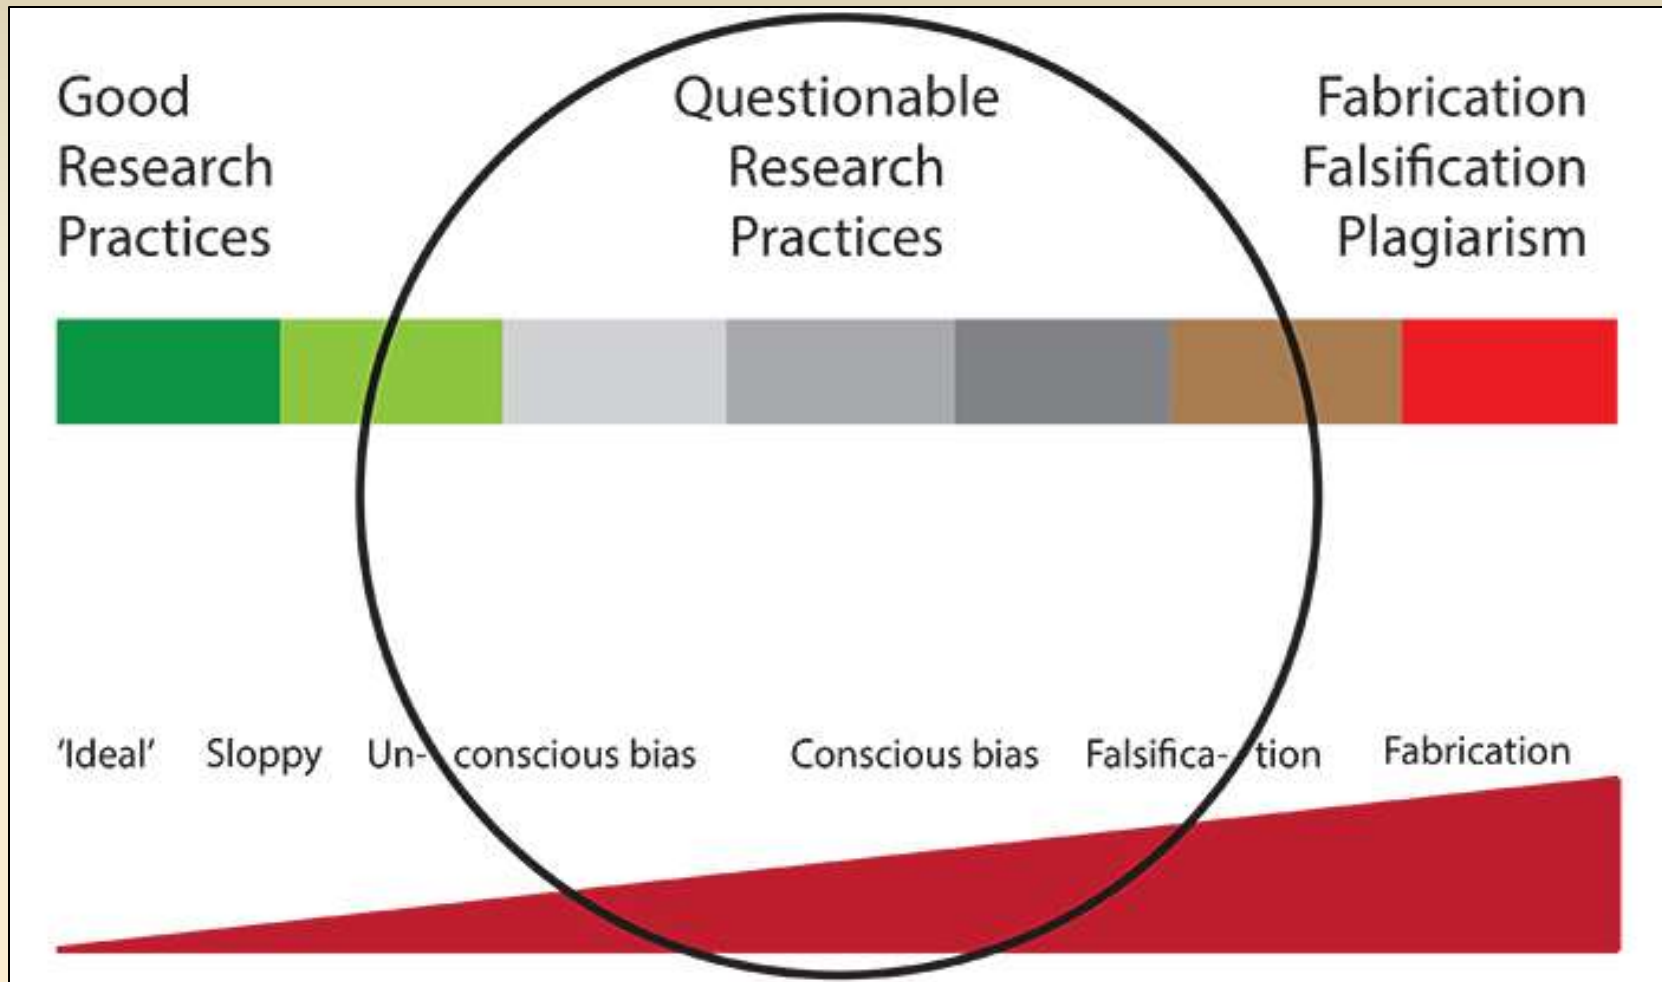 Good
Research
Practices
Questionable
Research
Practices
Fabrication
Falsification
Plagiarism
'Ideal' Sloppy Un- conscious bias Conscious bias Falsifica- tion Fabrication